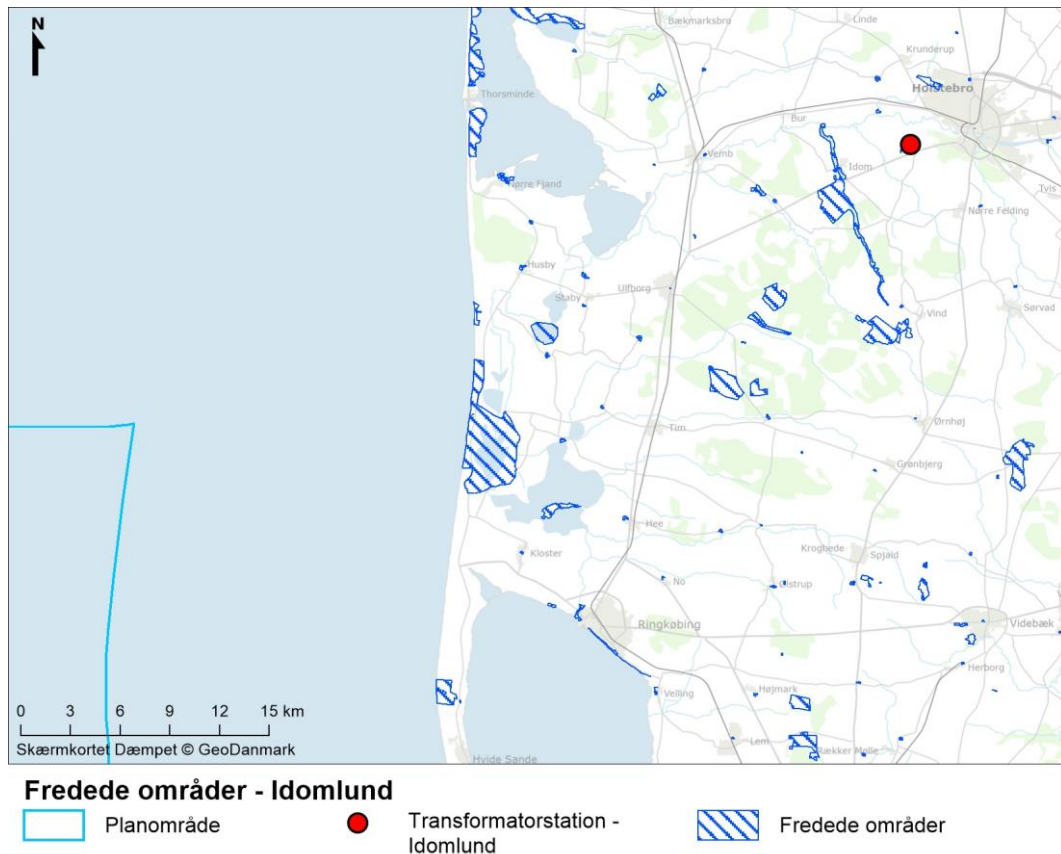 N
Bækmarksbro
Linde
Krunderup
Holstebro
Thorsminde
Bur
Vemb
Idom
Tvis
Nørre Fjand
Nørre Felding
Husby
Staby
Ulfborg
Vind
Sørvad
Tim
Ørnhøj
Grønbjerg
Hee
Kloster
Krogbede
Spjald
No
Ølstrup
Ringkøbing
Videbæk
Herborg
Velling
Højmark
0 3 6 9 12 15 km
Lem
Rækker Mølle
Skærmkortet Dæmpet © GeoDanmark
Hvide Sande
Fredede områder - Idomlund
Planområde
Transformatorstation -
Idomlund
Fredede områder